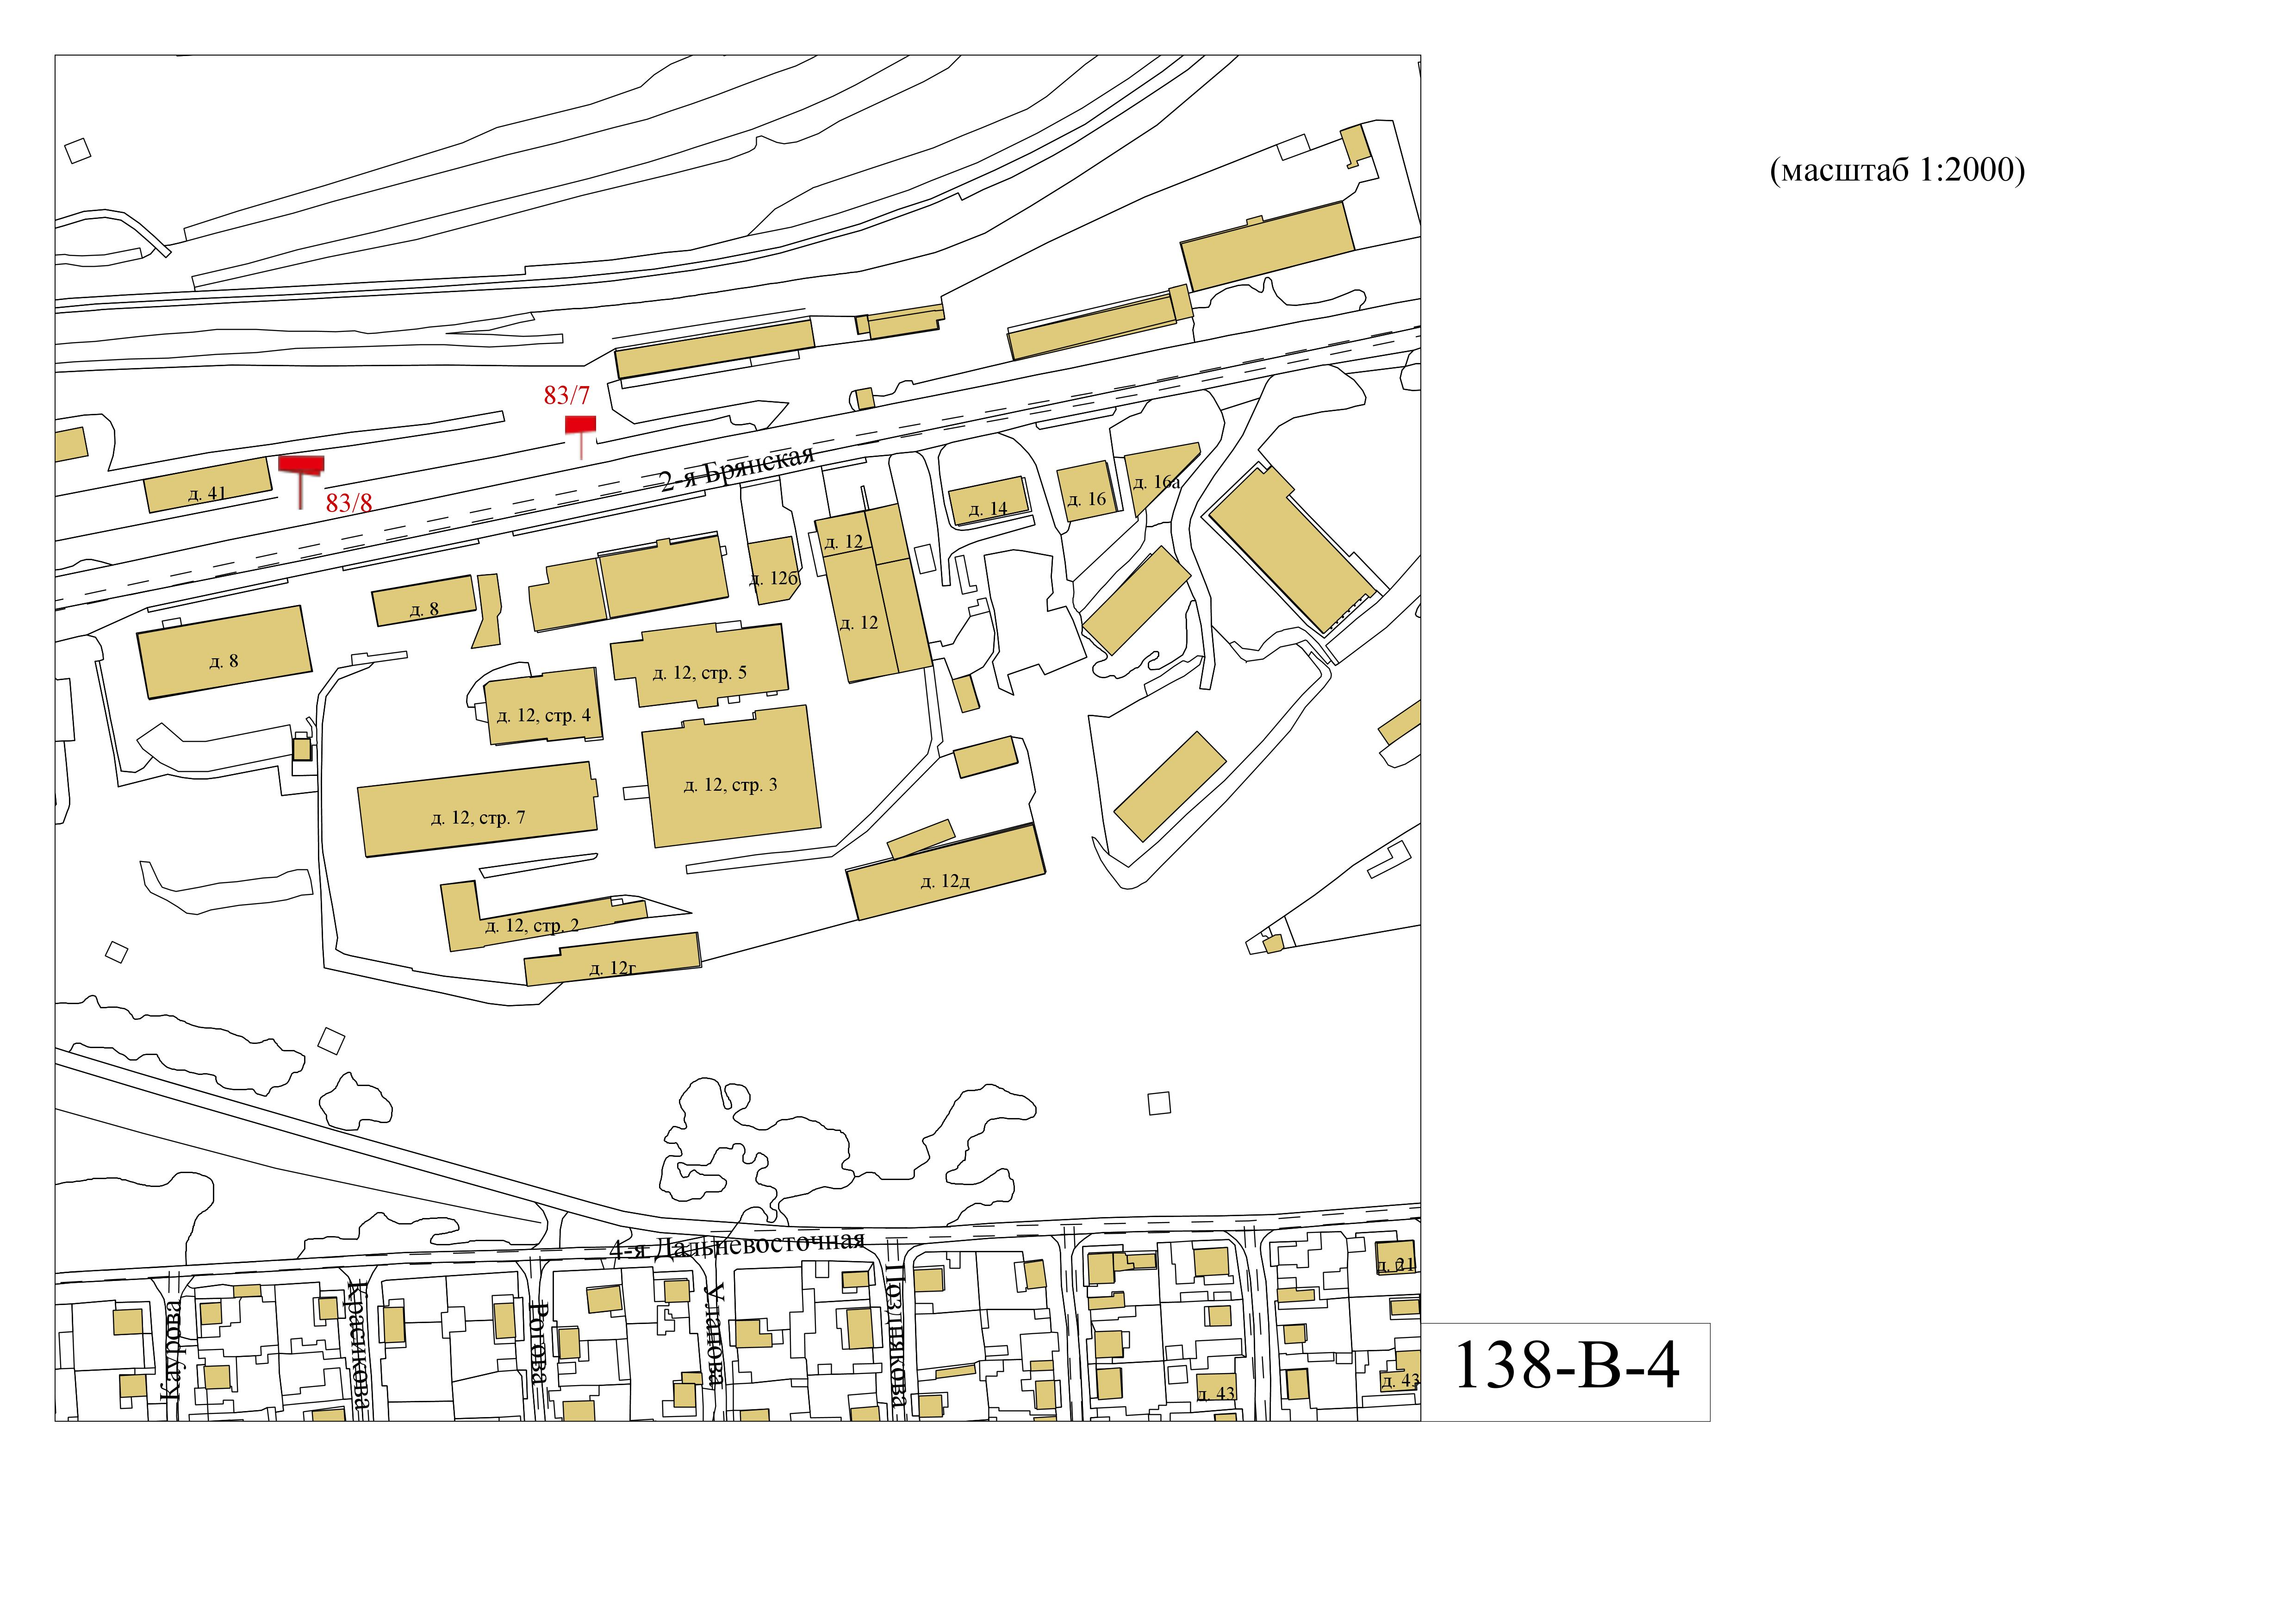 (масштаб 1:2000)
83/7
83/8
2-я Брянская
д. 41
д. 14
д. 16
д. 16а
д. 12
д. 12б
д. 8
д. 12
д. 8
д. 12, стр. 5
д. 12, стр. 4
д. 12, стр. 3
д. 12, стр. 7
д. 12д
д. 12, стр. 2
д. 12г
4-я Дальневосточная
д. 21
Каурова
Красикова
Рогова
Уланова
Позднякова
д. 43
д. 43
138-В-4